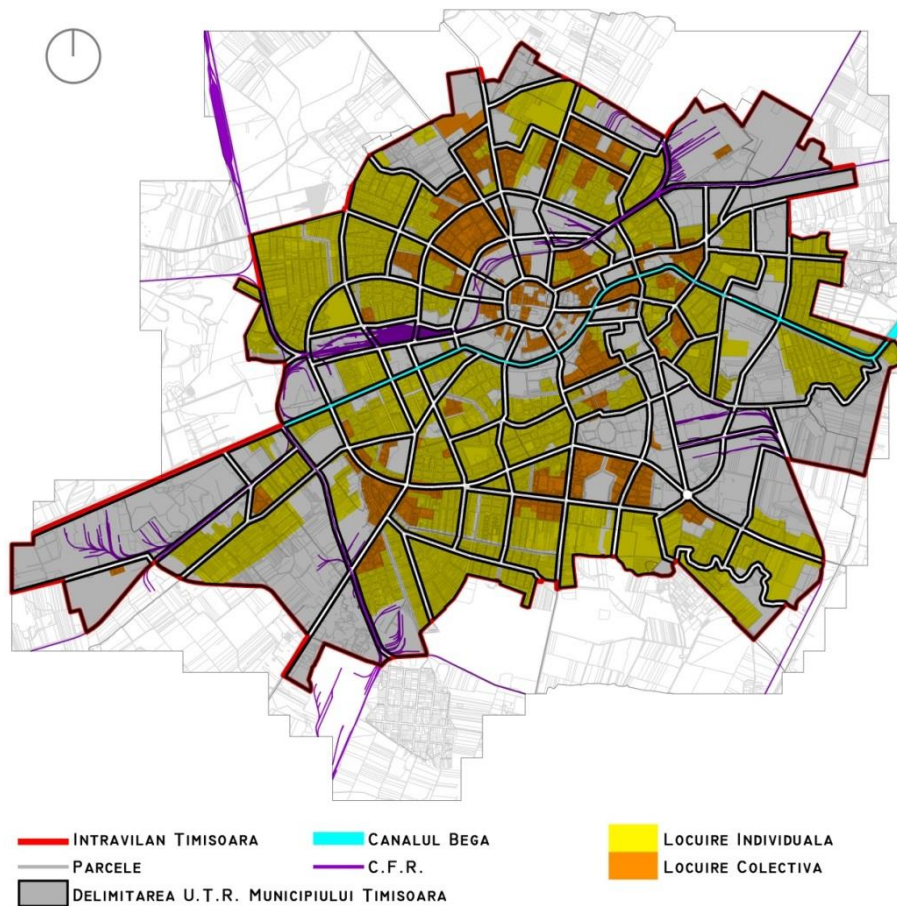 INTRAVILAN TIMISOARA
CANALUL BEGA
LOCUIRE INDIVIDUALA
PARCELE
C.F.R.
LOCUIRE COLECTIVA
DELIMITAREA U.T.R. MUNICIPIULUI TIMISOARA